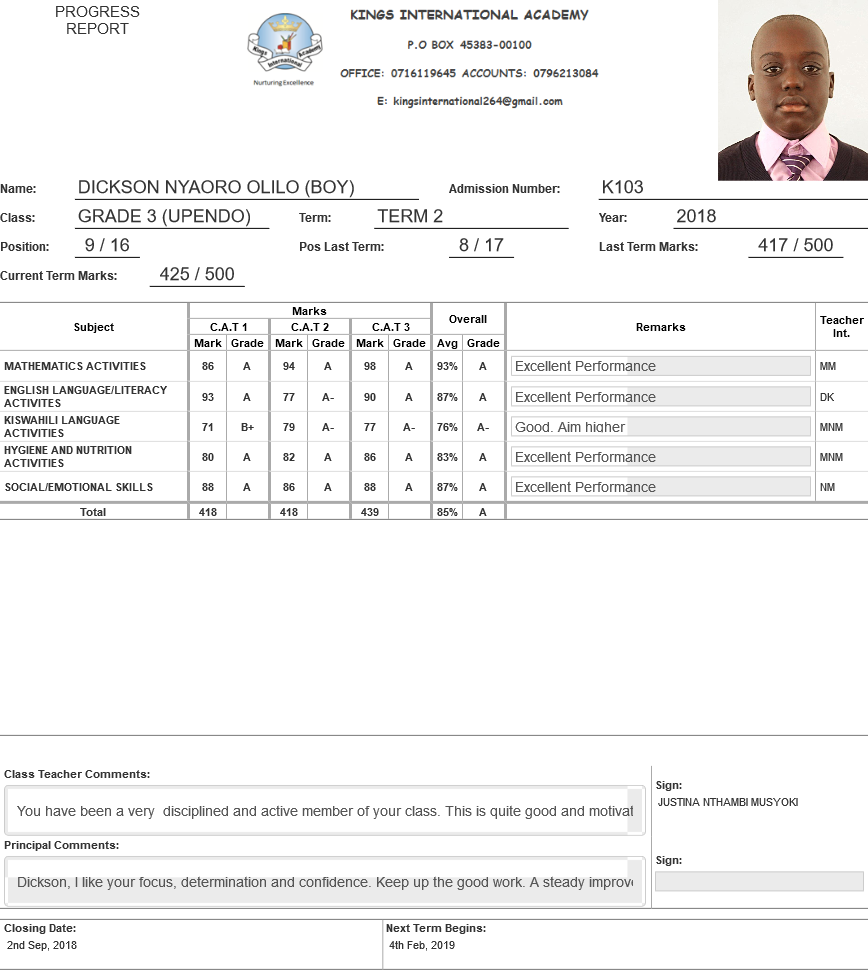 PROGRESS
REPORT
KINGS INTERNATIONAL ACADEMY
P.O BOX 45383-00100
OFFICE: 0716119645 ACCOUNTS: 0796213084
E: kingsinternational264@gmail.com
Kings Academy
International
Nurturing Excellence
Name: DICKSON NYAORO OLILO (BOY) Admission Number: K103
Class: GRADE 3 (UPENDO) Term: TERM 2 Year: 2018
Position: 9 / 16 Pos Last Term: 8 / 17 Last Term Marks: 417 / 500
Current Term Marks: 425 / 500
Subject Marks Overall Remarks Teacher Int.
C.A.T 1 C.A.T 2 C.A.T 3
Mark Grade Mark Grade Mark Grade Avg Grade
MATHEMATICS ACTIVITIES 86 A 94 A 98 A 93% A Excellent Performance MM
ENGLISH LANGUAGE/LITERACY ACTIVITES 93 A 77 A- 90 A 87% A Excellent Performance DK
KISWAHILI LANGUAGE ACTIVITIES 71 B+ 79 A- 77 A- 76% A- Good. Aim higher MNM
HYGIENE AND NUTRITION ACTIVITIES 80 A 82 A 86 A 83% A Excellent Performance MNM
SOCIAL/EMOTIONAL SKILLS 88 A 86 A 88 A 87% A Excellent Performance NM
Total 418 418 439 85% A
Class Teacher Comments:
You have been a very disciplined and active member of your class. This is quite good and motivat
Sign:
JUSTINA NTHAMBI MUSYOKI
Principal Comments:
Dickson, I like your focus, determination and confidence. Keep up the good work. A steady improve
Sign:
Closing Date: Next Term Begins:
2nd Sep, 2018 4th Feb, 2019